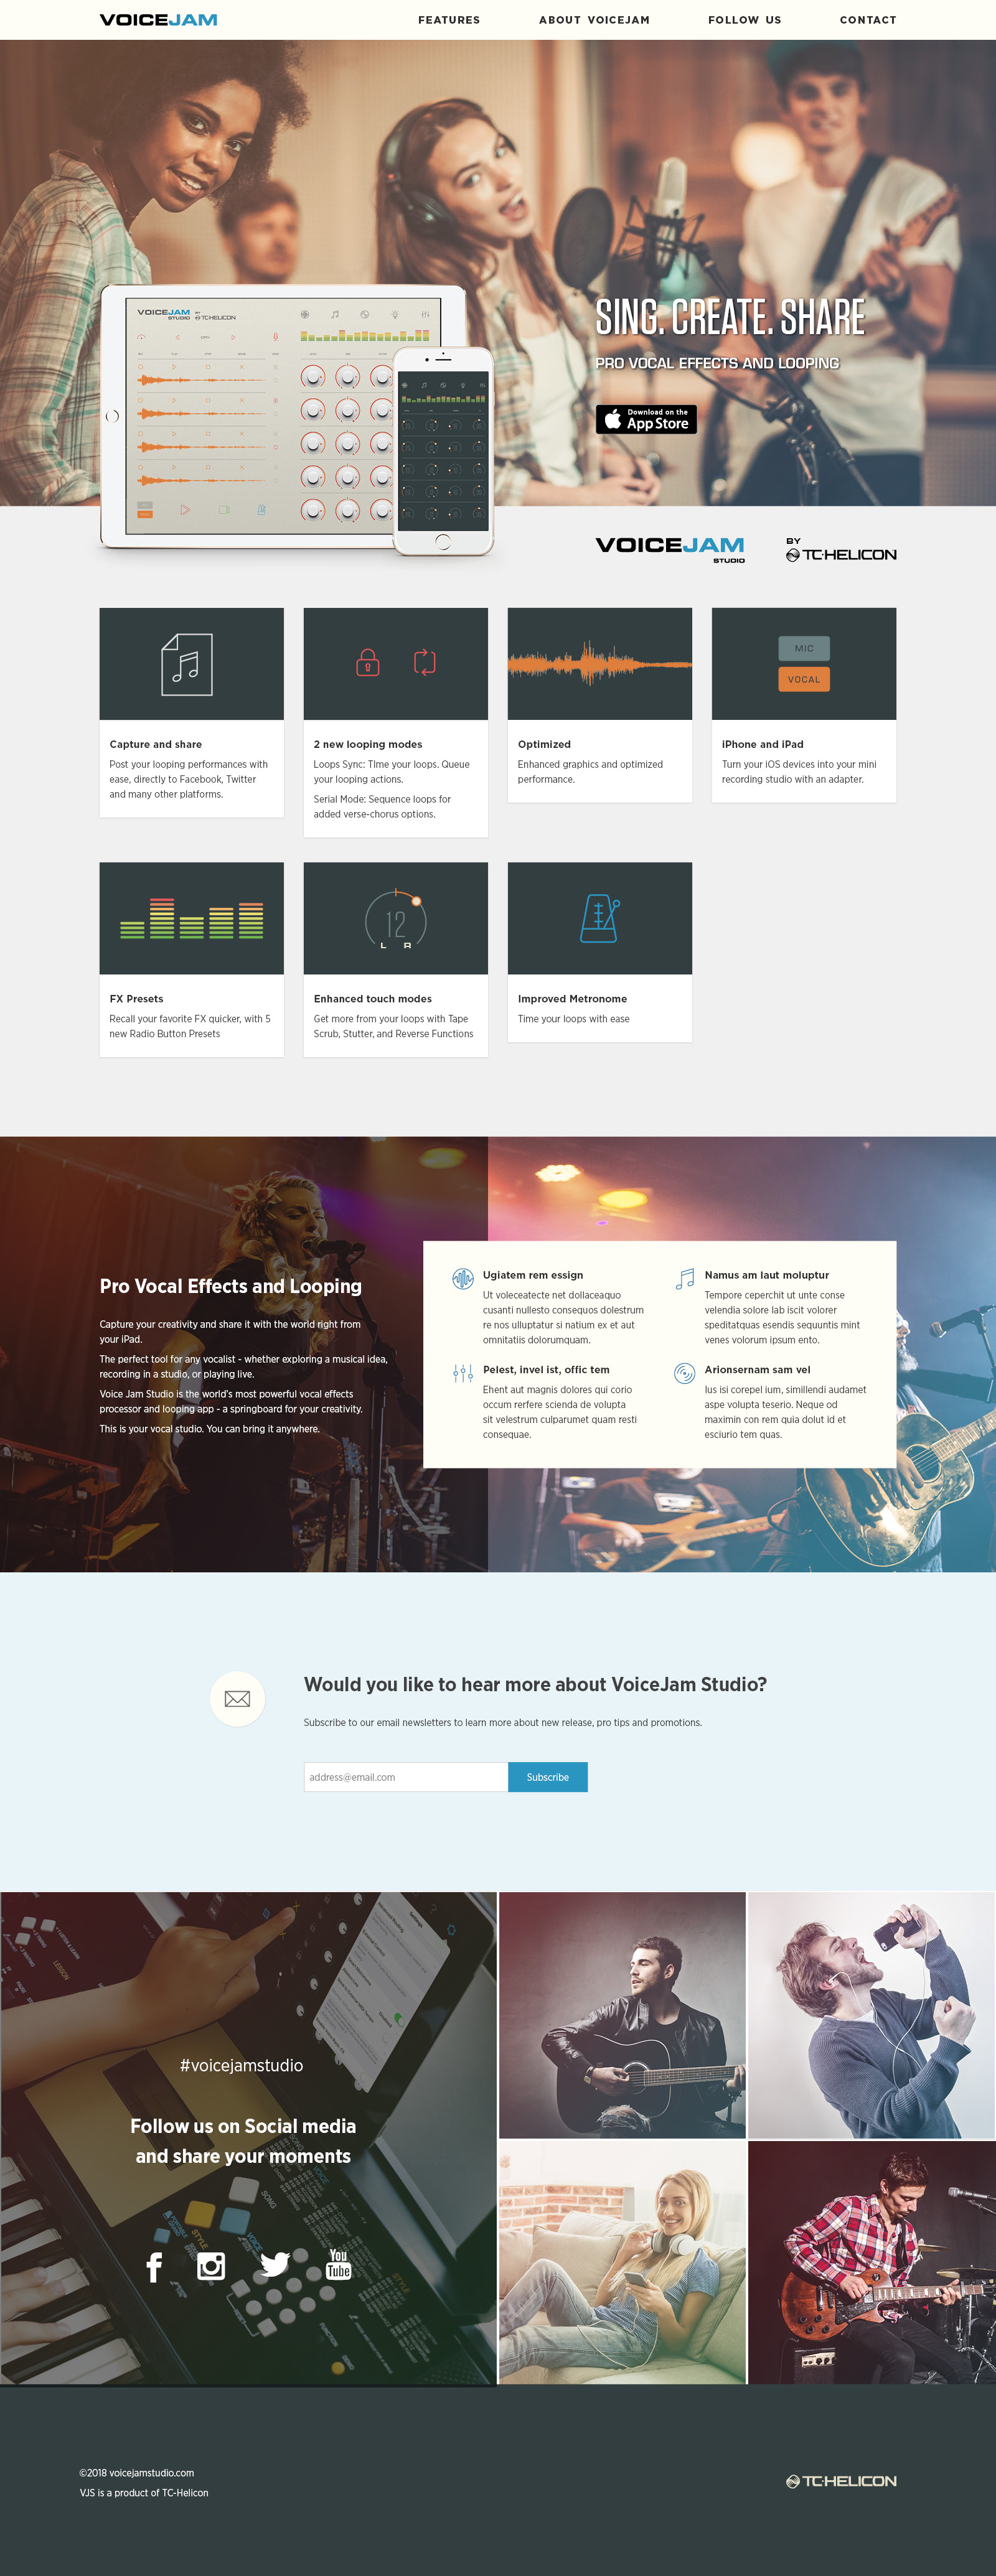 VOICEJAM
FEATURES
ABOUT VOICEJAM
FOLLOW US
CONTACT
VOICEJAM
STUDIO
BY
TC·HELICON
SING. CREATE. SHARE
PRO VOCAL EFFECTS AND LOOPING
Download on the
App Store
VOICEJAM
STUDIO
BY
TC·HELICON
MIC
VOCAL
Capture and share
Post your looping performances with
ease, directly to Facebook, Twitter
and many other platforms.
2 new looping modes
Loops Sync: TIme your loops. Queue
your looping actions.
Serial Mode: Sequence loops for
added verse-chorus options.
Optimized
Enhanced graphics and optimized
performance.
iPhone and iPad
Turn your iOS devices into your mini
recording studio with an adapter.
12
L R
FX Presets
Recall your favorite FX quicker, with 5
new Radio Button Presets
Enhanced touch modes
Get more from your loops with Tape
Scrub, Stutter, and Reverse Functions
Improved Metronome
Time your loops with ease
Pro Vocal Effects and Looping
Capture your creativity and share it with the world right from
your iPad.
The perfect tool for any vocalist - whether exploring a musical idea,
recording in a studio, or playing live.
Voice Jam Studio is the world's most powerful vocal effects
processor and looping app - a springboard for your creativity.
This is your vocal studio. You can bring it anywhere.
Ugiatem rem essign
Ut voleceatecte net dollaceaquo
cusanti nullesto consequos dolestrum
re nos ulluptatur si natium ex et aut
omnitatiis dolorumquam.
Namus am laut moluptur
Tempore ceperchit ut unte conse
velendia solore lab iscit volorer
speditatquas esendis sequuntis mint
venes volorum ipsum ento.
Pelest, invel ist, offic tem
Ehent aut magnis dolores qui corio
occum rerfere scienda de volupta
sit velestrum culparumet quam resti
consequae.
Arionsernam sam vel
Ius isi corepel ium, simillendi audamet
aspe volupta teserio. Neque od
maximin con rem quia dolut id et
esciurio tem quas.
Would you like to hear more about VoiceJam Studio?
Subscribe to our email newsletters to learn more about new release, pro tips and promotions.
address@email.com
Subscribe
#voicejamstudio
Follow us on Social media
and share your moments
You
Tube
SONG
STYLE
VOICE
©2018 voicejamstudio.com
VJS is a product of TC-Helicon
TC·HELICON